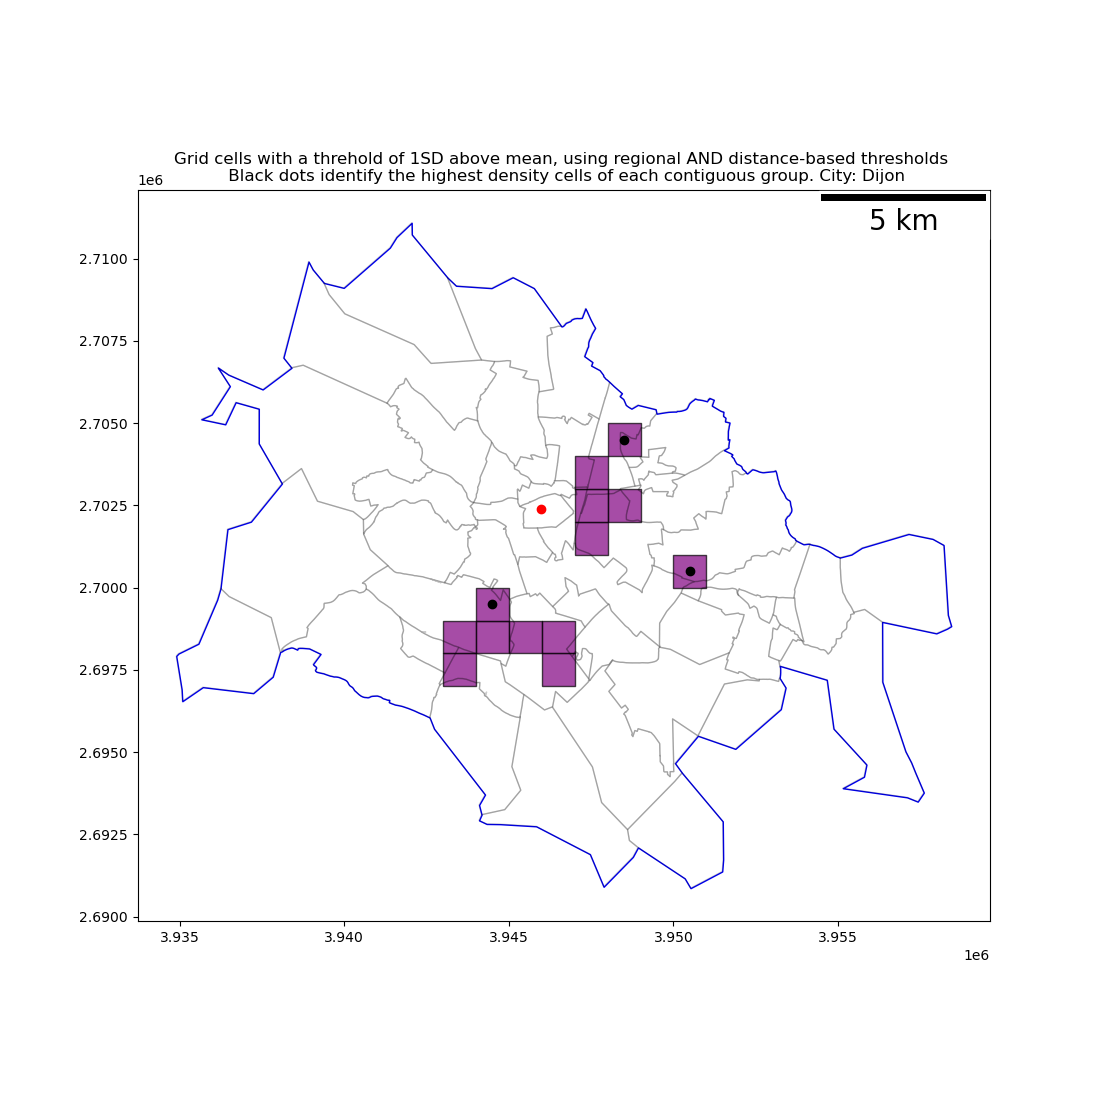 Grid cells with a threhold of 1SD above mean, using regional AND distance-based thresholds
Black dots identify the highest density cells of each contiguous group. City: Dijon
1e6
5 km
2.7100
2.7075
2.7050
2.7025
2.7000
2.6975
2.6950
2.6925
2.6900
3.935 3.940 3.945 3.950 3.955
1e6